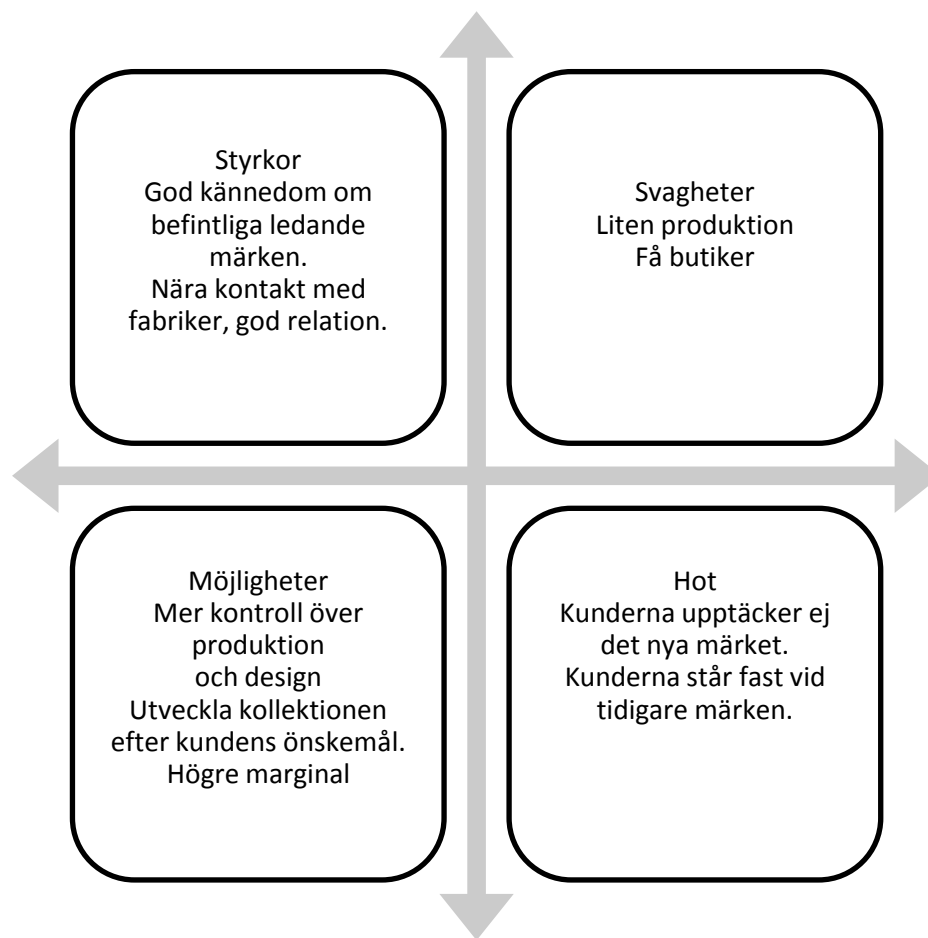 Styrkor
God kännedom om
befintliga ledande
märken.
Nära kontakt med
fabriker, god relation.
Svagheter
Liten produktion
Få butiker
Möjligheter
Mer kontroll över
produktion
och design
Utveckla kollektionen
efter kundens önskemål.
Högre marginal
Hot
Kunderna upptäcker ej
det nya märket.
Kunderna står fast vid
tidigare märken.